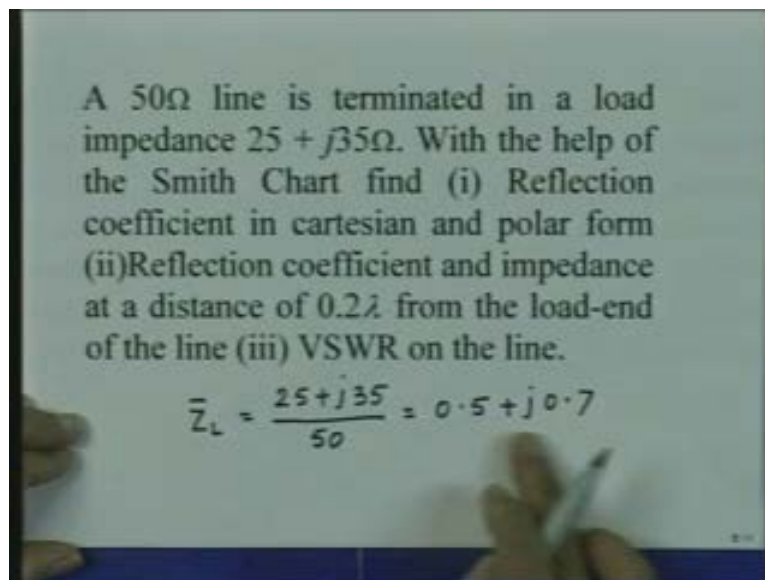 A 50Ω line is terminated in a load
impedance 25 + j35Ω. With the help of
the Smith Chart find (i) Reflection
coefficient in cartesian and polar form
(ii)Reflection coefficient and impedance
at a distance of 0.2λ from the load-end
of the line (iii) VSWR on the line.
Z̄L = (25+j35)/50 = 0.5+j0.7